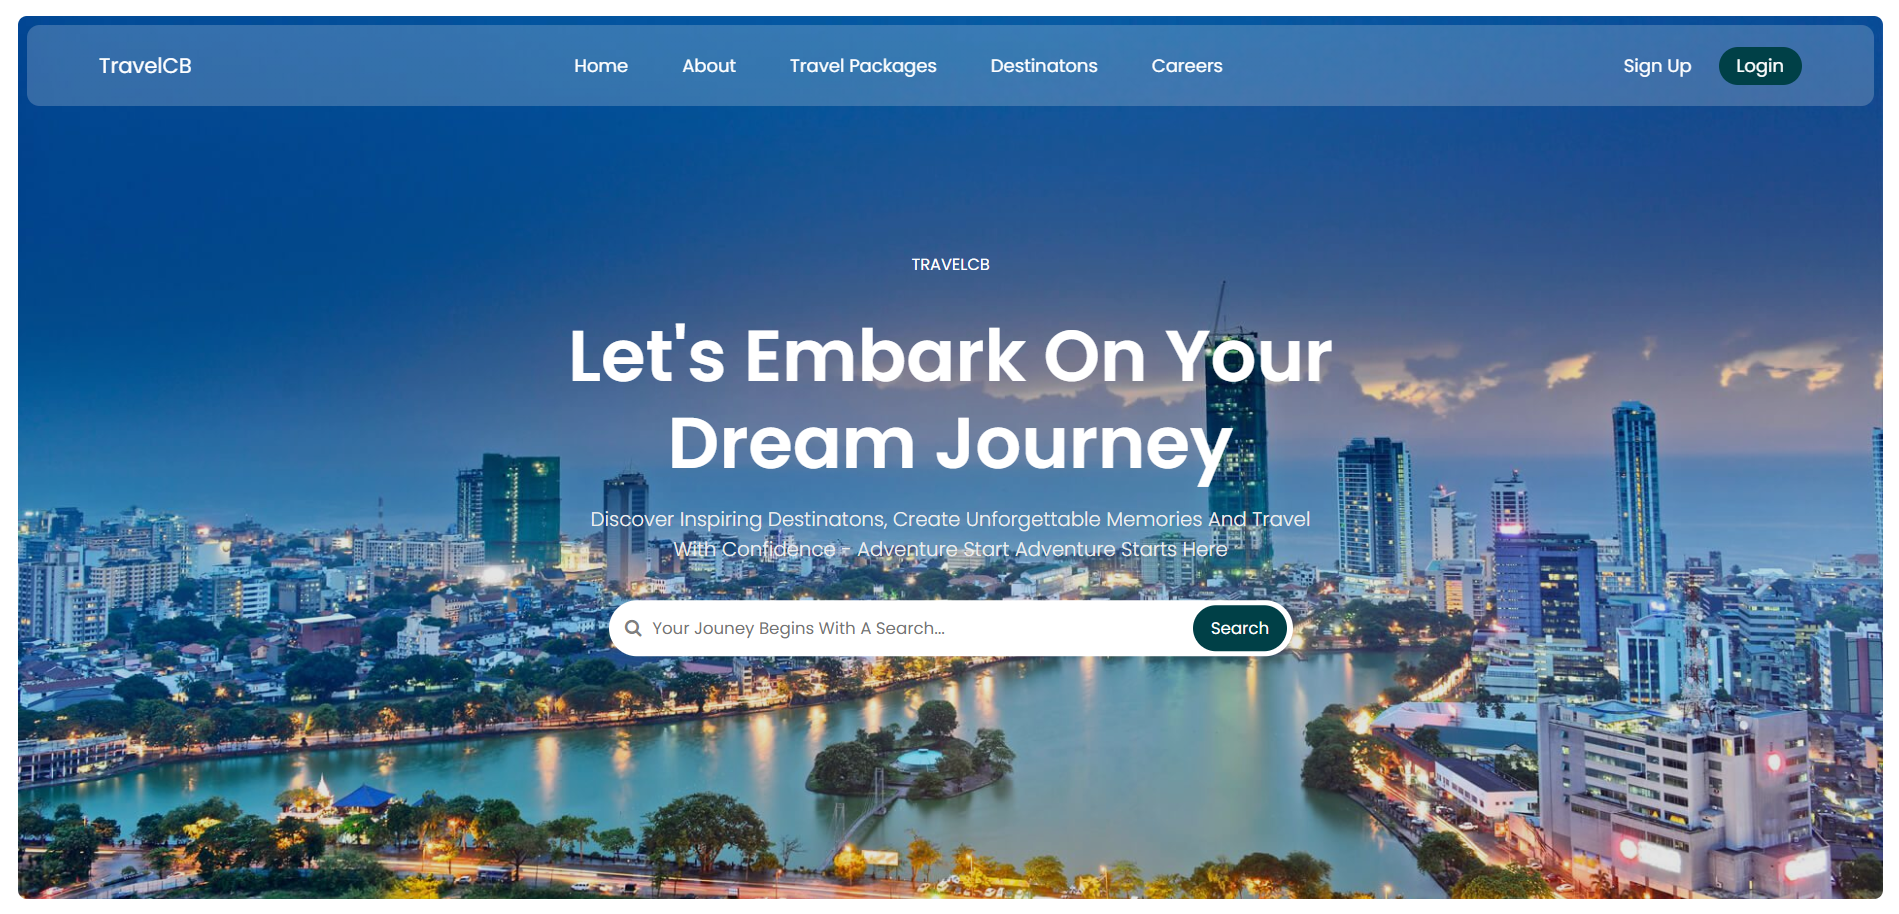 TravelCB
Home About Travel Packages Destinatons Careers
Sign Up Login
TRAVELCB
Let's Embark On Your
Dream Journey
Discover Inspiring Destinatons, Create Unforgettable Memories And Travel
With Confidence - Adventure Start Adventure Starts Here
Your Jouney Begins With A Search... Search